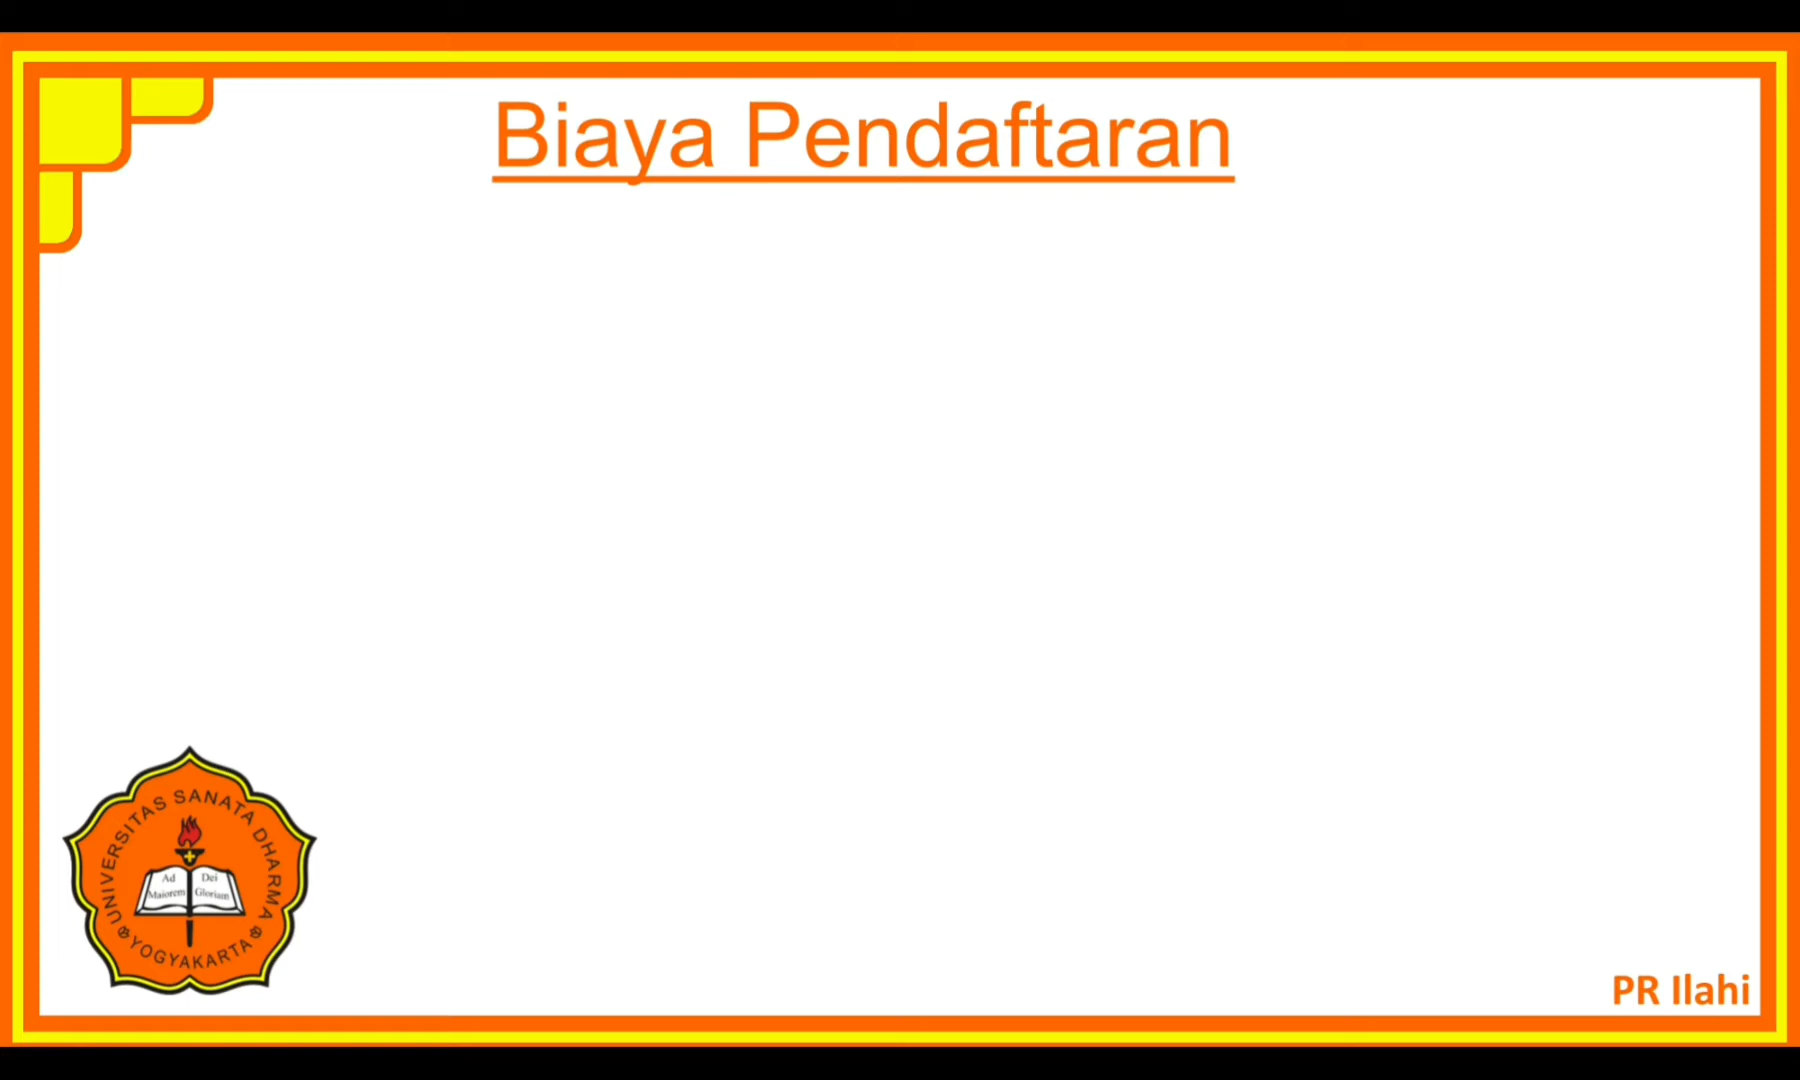 Biaya Pendaftaran
UNIVERSITAS SANATA DHARMA
Ad Dei
Maiorem Gloriam
YOGYAKARTA
PR Ilahi